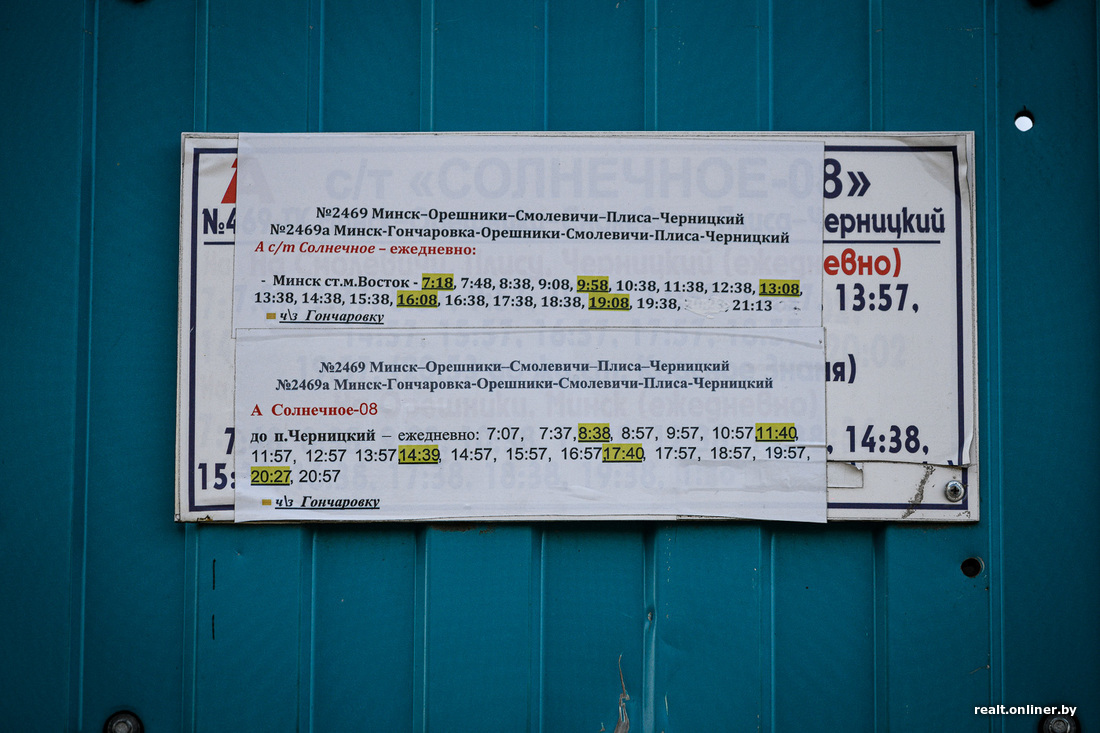 с/т «СОЛНЕЧНОЕ-08»
№2469 Минск–Орешники–Смолевичи–Плиса–Черницкий
№2469а Минск-Гончаровка-Орешники-Смолевичи-Плиса-Черницкий
А с/т Солнечное – ежедневно:
- Минск ст.м.Восток - 7:18, 7:48, 8:38, 9:08, 9:58, 10:38, 11:38, 12:38, 13:08,
13:38, 14:38, 15:38, 16:08, 16:38, 17:38, 18:38, 19:08, 19:38, 21:13
ч\з Гончаровку
№2469 Минск–Орешники–Смолевичи–Плиса–Черницкий
№2469а Минск-Гончаровка-Орешники-Смолевичи-Плиса-Черницкий
А Солнечное-08
до п.Черницкий – ежедневно: 7:07, 7:37,8:38, 8:57, 9:57, 10:57,11:40,
11:57, 12:57 13:57,14:39, 14:57, 15:57, 16:57,17:40, 17:57, 18:57, 19:57,
20:27, 20:57
ч\з Гончаровку
№4
ерницкий
евно)
13:57,
ия)
14:38,
15:
realt.onliner.by